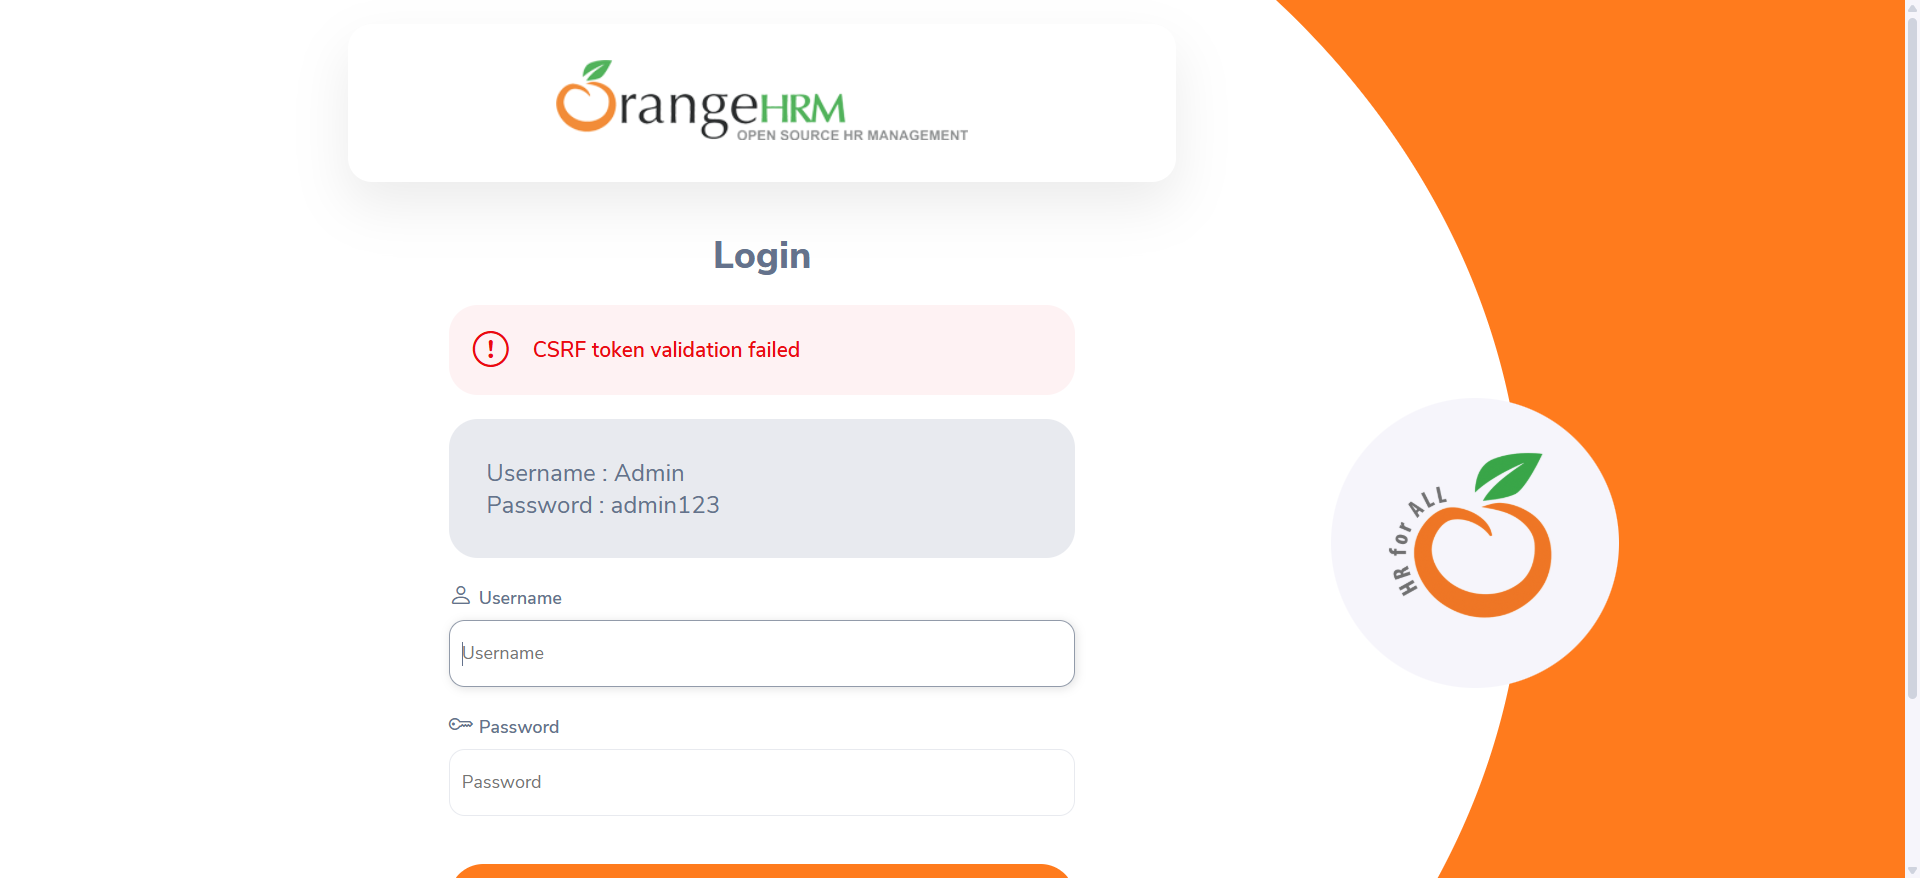 OrangeHRM
OPEN SOURCE HR MANAGEMENT
Login
! CSRF token validation failed
Username : Admin
Password : admin123
Username
Username
Password
Password
HR for ALL